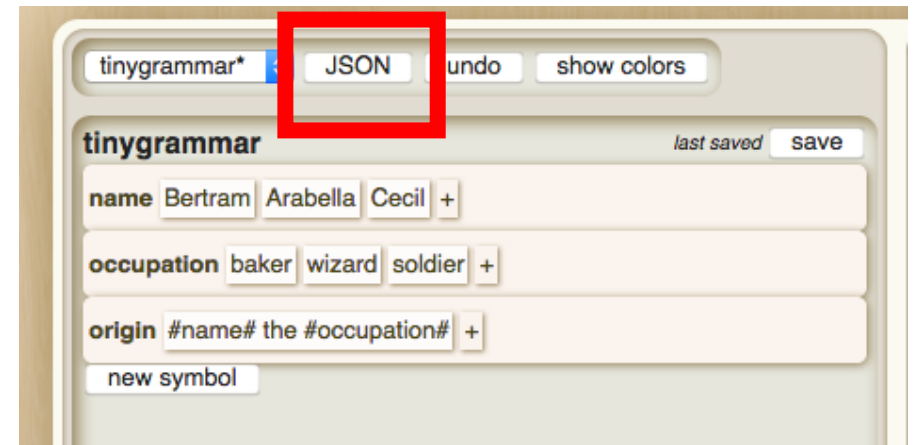 tinygrammar* JSON undo show colors
tinygrammar last saved save
name Bertram Arabella Cecil +
occupation baker wizard soldier +
origin #name# the #occupation# +
new symbol